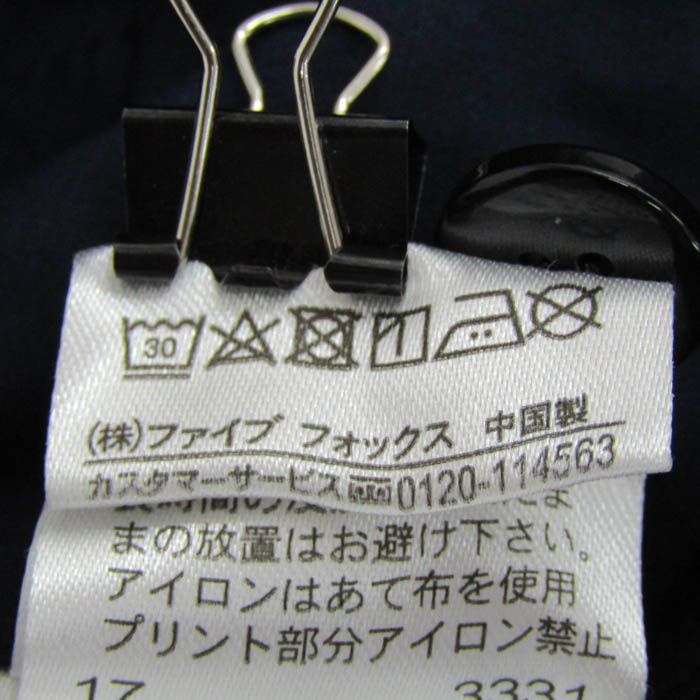 30
(株)ファイブ フォックス 中国製
カスタマーサービス 0120-114563
まの放置はお避け下さい。
アイロンはあて布を使用
プリント部分アイロン禁止
17 3331